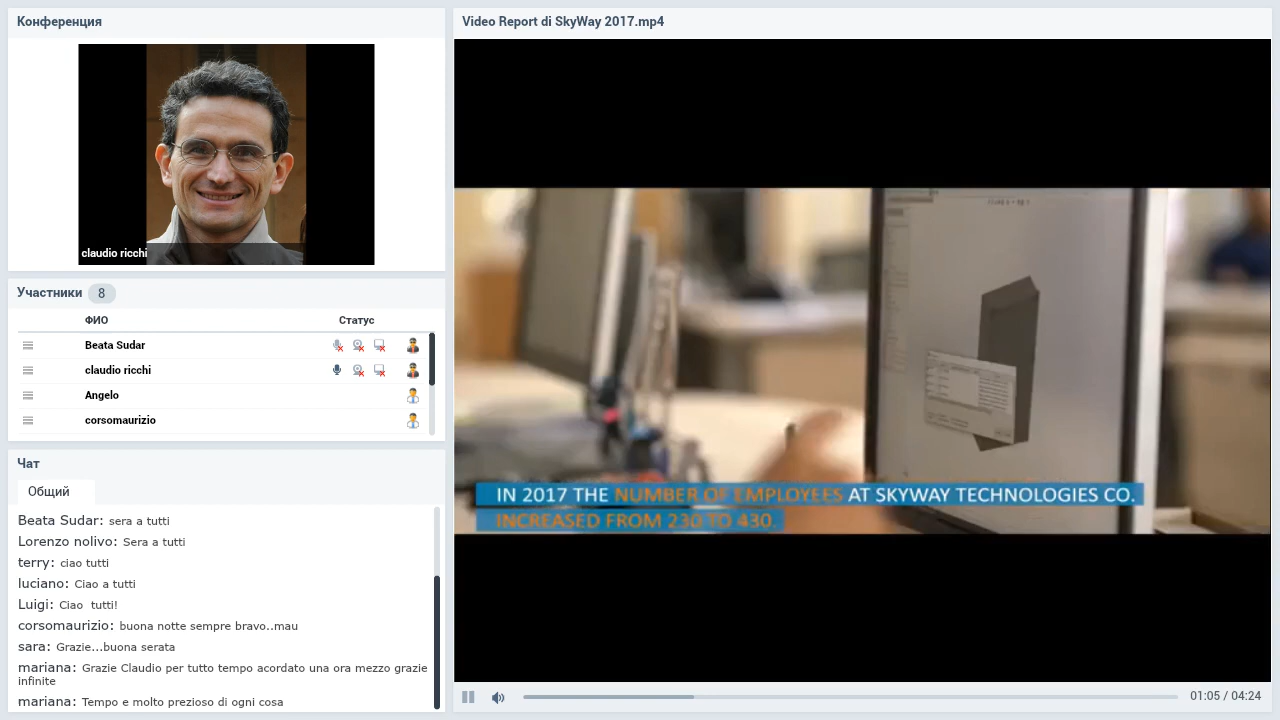 Конференция
claudio ricchi
Участники 8
ФИО Статус
Beata Sudar
claudio ricchi
Angelo
corsomaurizio
Чат
Общий
Beata Sudar: sera a tutti
Lorenzo nolivo: Sera a tutti
terry: ciao tutti
luciano: Ciao a tutti
Luigi: Ciao  tutti!
corsomaurizio: buona notte sempre bravo..mau
sara: Grazie...buona serata
mariana: Grazie Claudio per tutto tempo acordato una ora mezzo grazie
infinite
mariana: Tempo e molto prezioso di ogni cosa
Video Report di SkyWay 2017.mp4
IN 2017 THE NUMBER OF EMPLOYEES AT SKYWAY TECHNOLOGIES CO.
INCREASED FROM 230 TO 430.
01:05 / 04:24